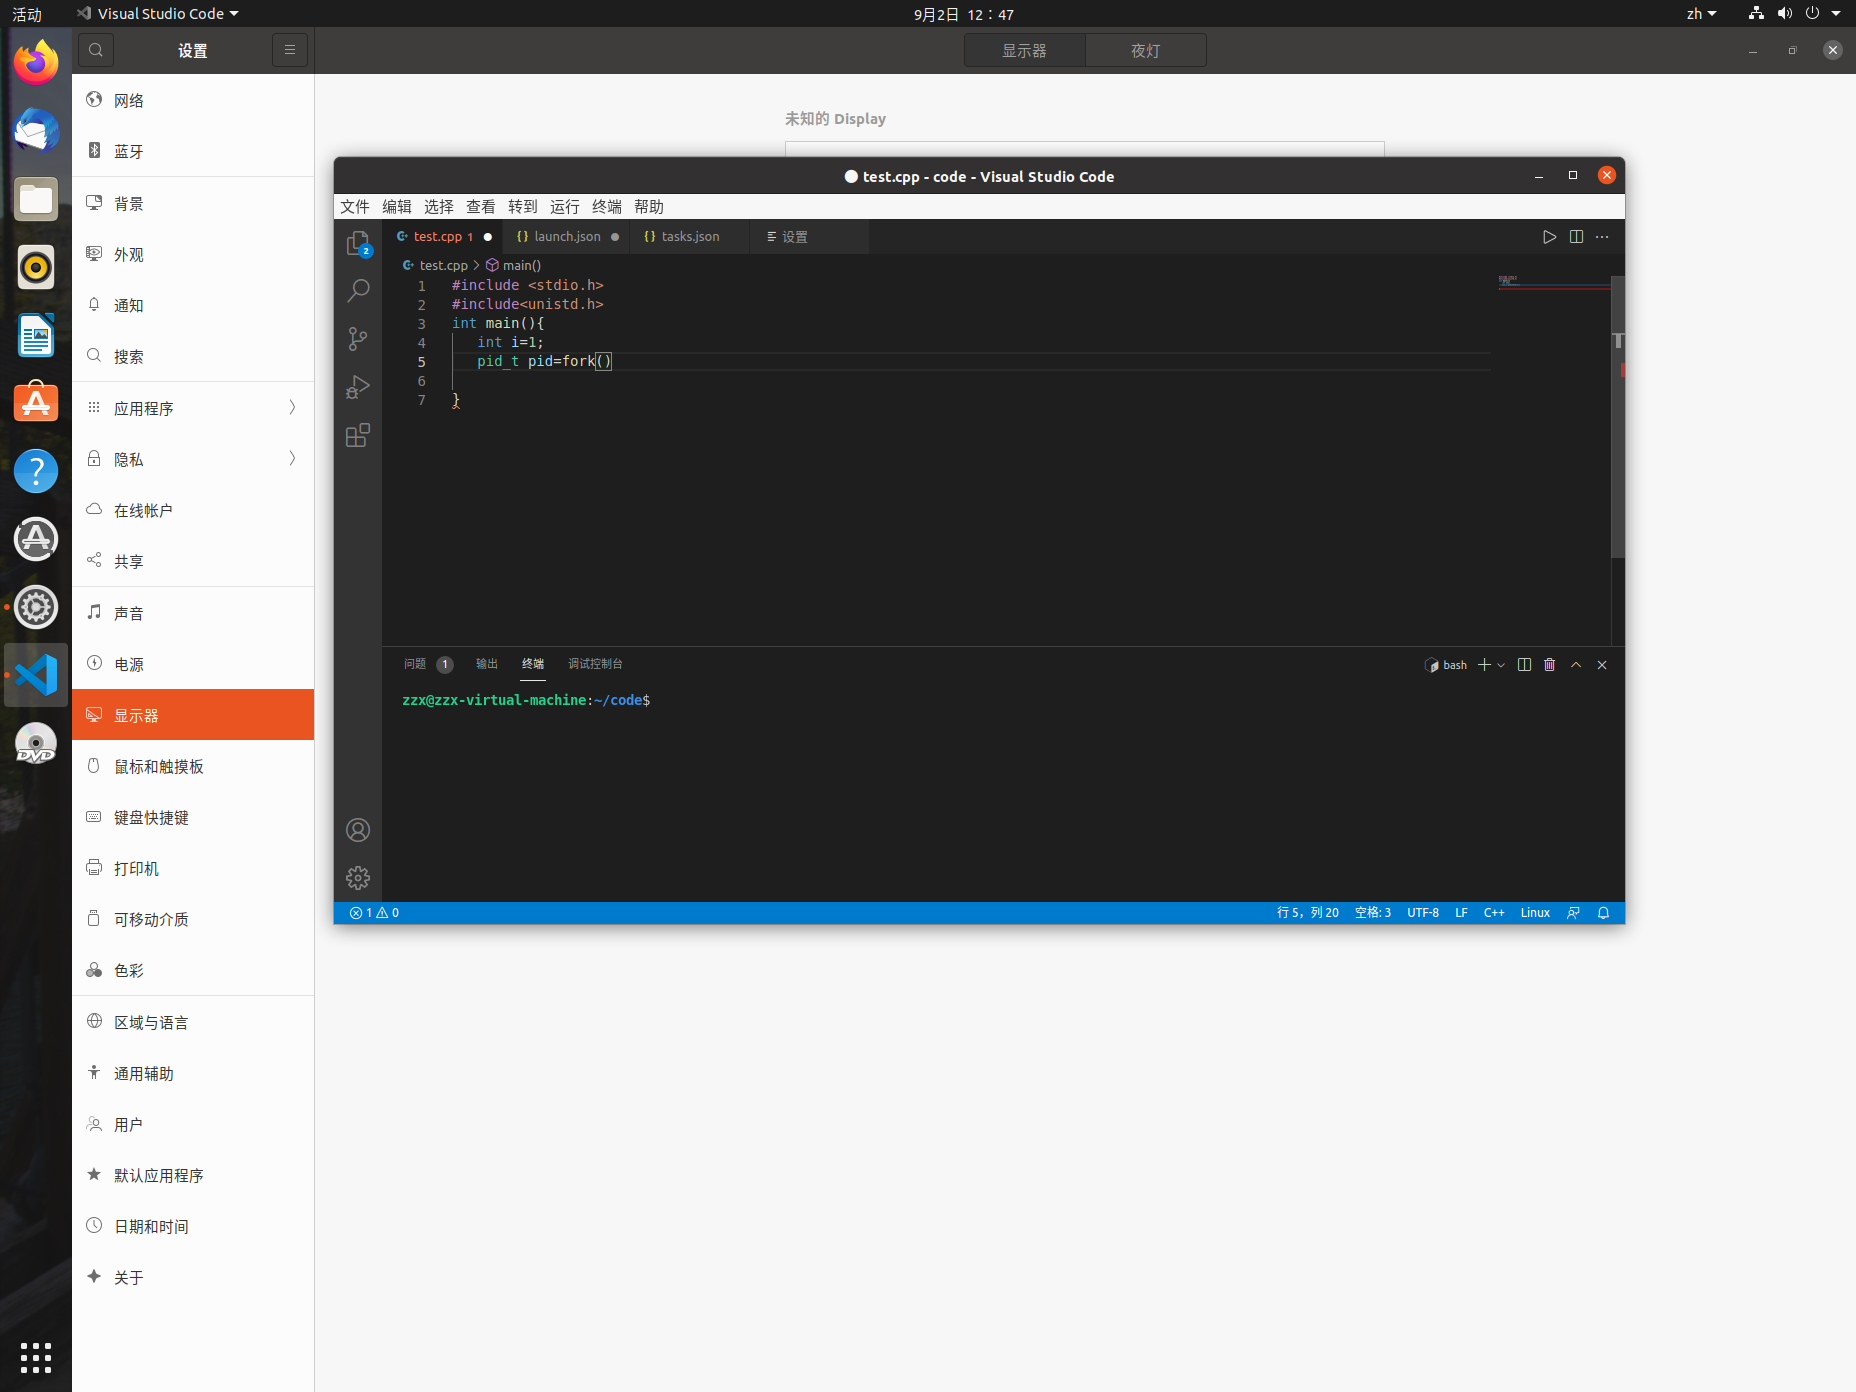 活动
Visual Studio Code
9月2日 12：47
zh
设置
显示器
夜灯
网络
蓝牙
背景
外观
通知
搜索
应用程序
隐私
在线帐户
共享
声音
电源
显示器
鼠标和触摸板
键盘快捷键
打印机
可移动介质
色彩
区域与语言
通用辅助
用户
默认应用程序
日期和时间
关于
未知的 Display
test.cpp - code - Visual Studio Code
文件 编辑 选择 查看 转到 运行 终端 帮助
2
test.cpp 1
launch.json
tasks.json
设置
test.cpp > main()
1 #include <stdio.h>
2 #include<unistd.h>
3 int main(){
4 int i=1;
5 pid_t pid=fork()
6
7 }
问题 1 输出 终端 调试控制台
bash
zzx@zzx-virtual-machine:~/code$
1 0
行 5，列 20 空格: 3 UTF-8 LF C++ Linux
DVD